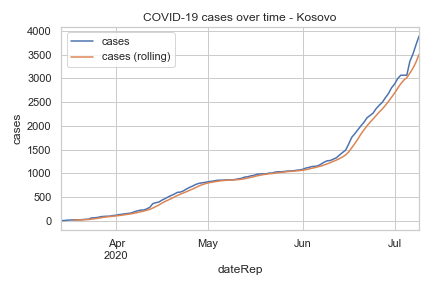 COVID-19 cases over time - Kosovo
cases
cases (rolling)
4000
3500
3000
2500
2000
1500
1000
500
0
cases
Apr
2020
May
Jun
Jul
dateRep